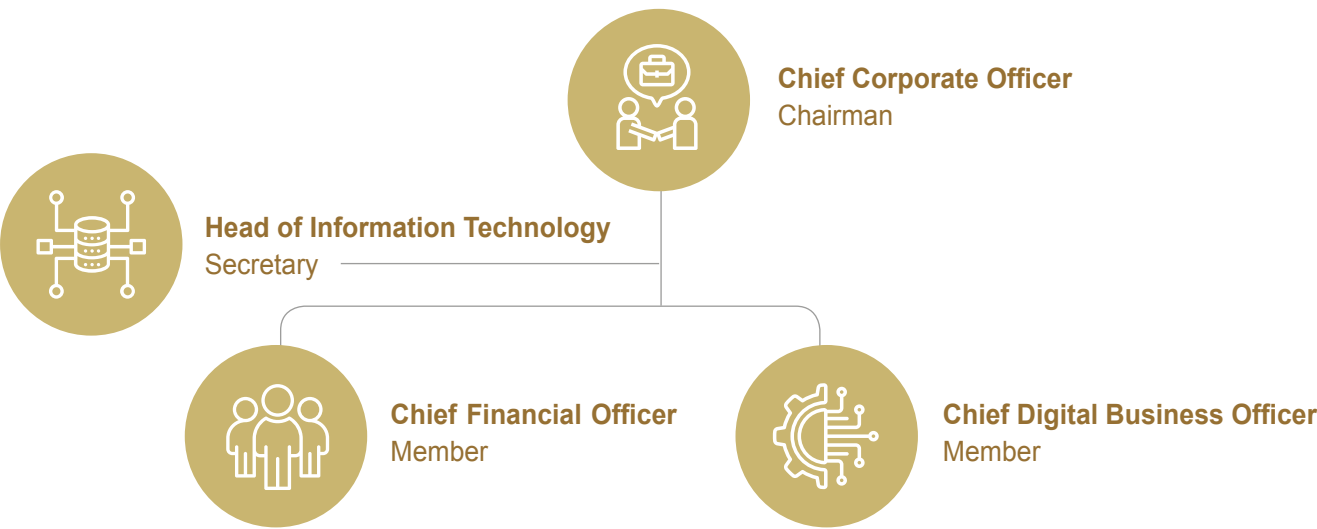 Chief Corporate Officer
Chairman
Head of Information Technology
Secretary
Chief Financial Officer
Member
Chief Digital Business Officer
Member